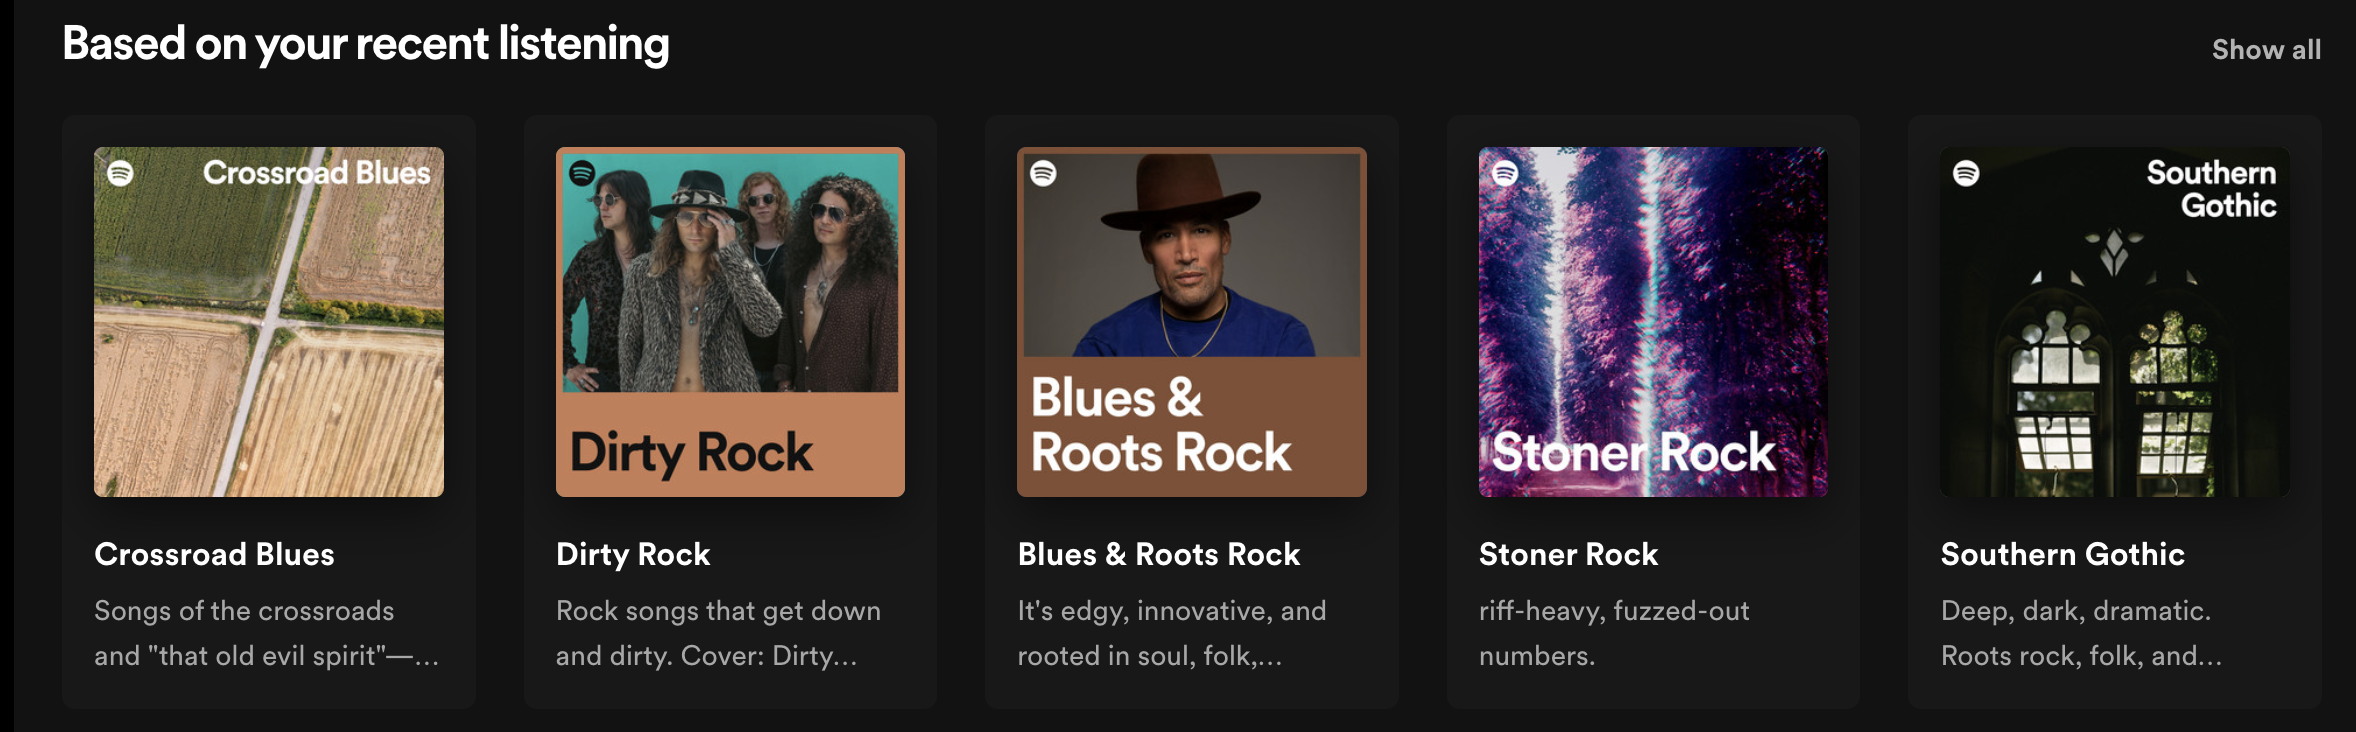 Based on your recent listening
Show all
Crossroad Blues
Crossroad Blues
Songs of the crossroads
and "that old evil spirit"—...
Dirty Rock
Dirty Rock
Rock songs that get down
and dirty. Cover: Dirty...
Blues &
Roots Rock
Blues & Roots Rock
It's edgy, innovative, and
rooted in soul, folk,...
Stoner Rock
Stoner Rock
riff-heavy, fuzzed-out
numbers.
Southern
Gothic
Southern Gothic
Deep, dark, dramatic.
Roots rock, folk, and...